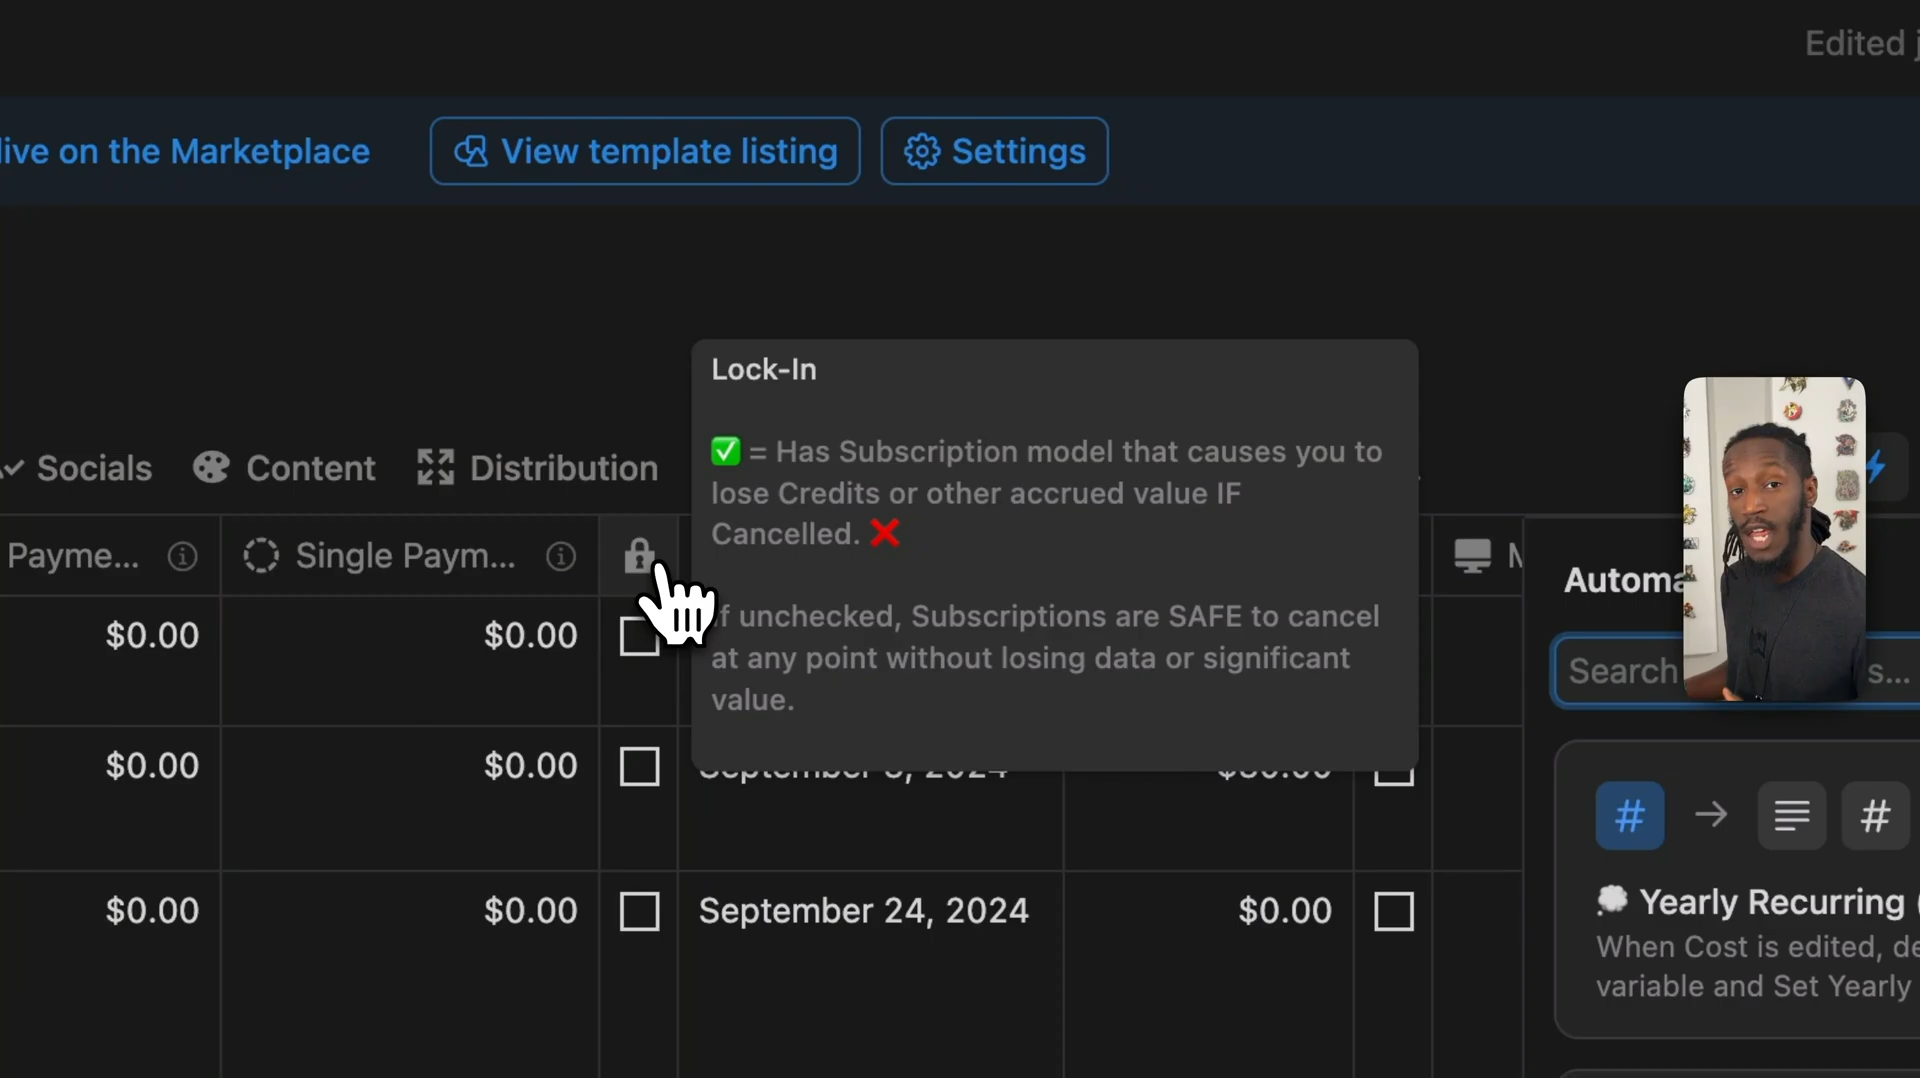 Edited
live on the Marketplace
View template listing
Settings
Lock-In
✅ = Has Subscription model that causes you to
lose Credits or other accrued value IF
Cancelled. ❌
If unchecked, Subscriptions are SAFE to cancel
at any point without losing data or significant
value.
Socials
Content
Distribution
Payme...
Single Paym...
$0.00
$0.00
$0.00
$0.00
$0.00
$0.00
September 24, 2024
$0.00
Search
s...
# → #
Yearly Recurring (
When Cost is edited, de
variable and Set Yearly